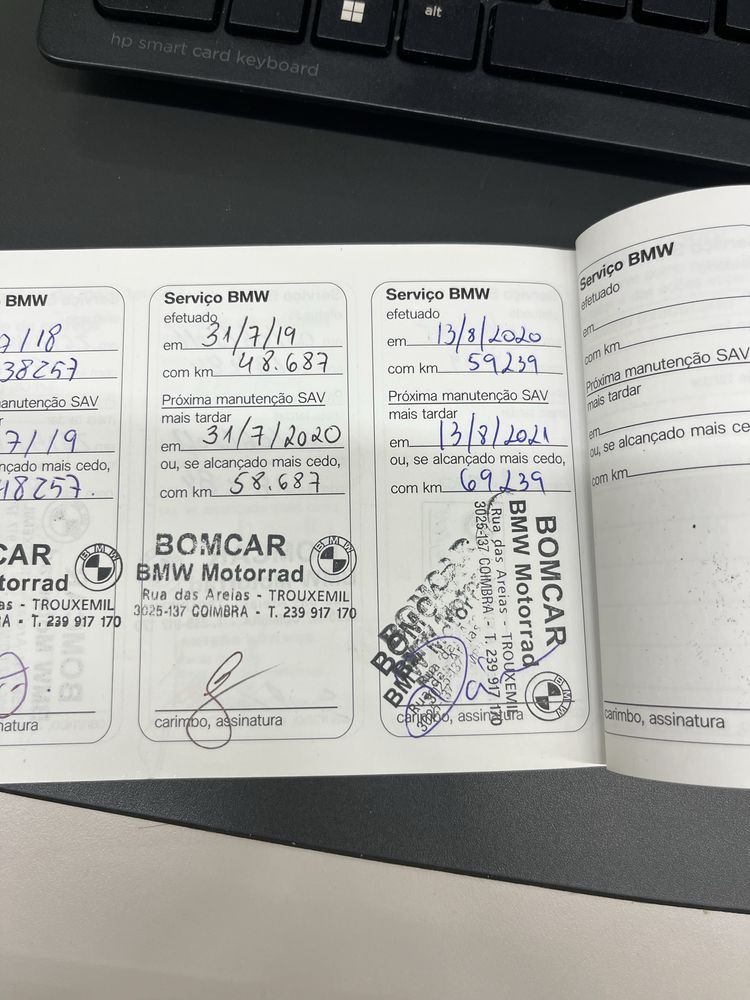 alt
hp smart card keyboard
BMW
7/18
38257
anutenção SAV
7/19
nçado mais cedo,
48257.
CAR
torrad
as - TROUXEMIL
A - T. 239 917 170
natura
Serviço BMW
efetuado
em 31/7/19
com km 48.687
Próxima manutenção SAV
mais tardar
em 31/7/2020
ou, se alcançado mais cedo,
com km 58.687
BOMCAR
BMW Motorrad
Rua das Areias - TROUXEMIL
3025-137 COIMBRA - T. 239 917 170
carimbo, assinatura
Serviço BMW
efetuado
em 13/8/2020
com km 59239
Próxima manutenção SAV
mais tardar
em 13/8/2021
ou, se alcançado mais cedo,
com km 69239
BOMCAR
BMW Motorrad
Rua das Areias - TROUXEMIL
3025-137 COIMBRA - T. 239 917 170
BMW
carimbo, assinatura
Serviço BMW
efetuado
em
com km
Próxima manutenção SAV
mais tardar
em
ou, se alcançado mais ce
com km
carimbo, assinatura